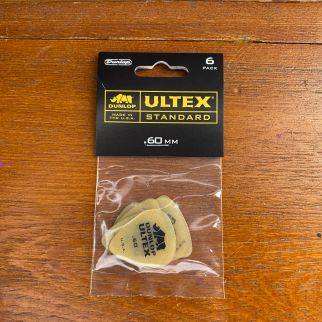 Dunlop
6
PACK
DUNLOP
MADE IN
THE U.S.A.
ULTEX®
STANDARD
.60 MM
DUNLOP
ULTEX
.60
U.S.A.